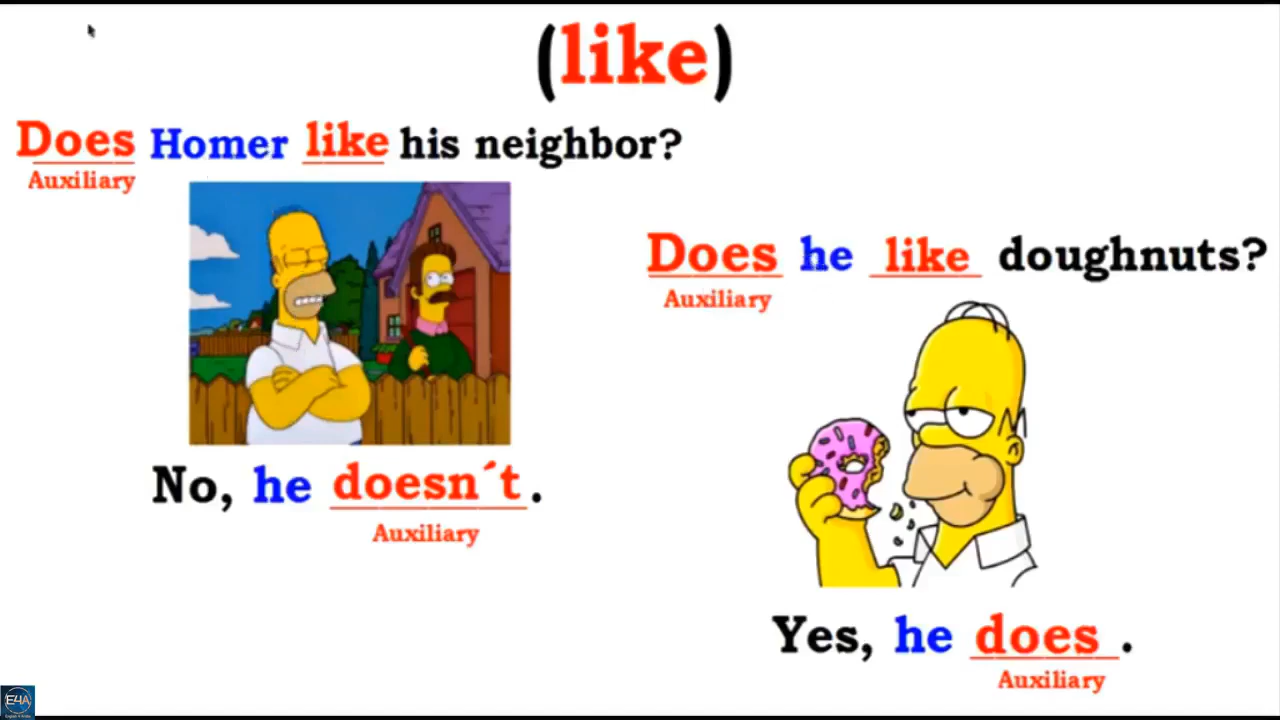 (like)
Does Homer like his neighbor?
Auxiliary
No, he doesn´t.
Auxiliary
Does he like doughnuts?
Auxiliary
Yes, he does.
Auxiliary
E4A